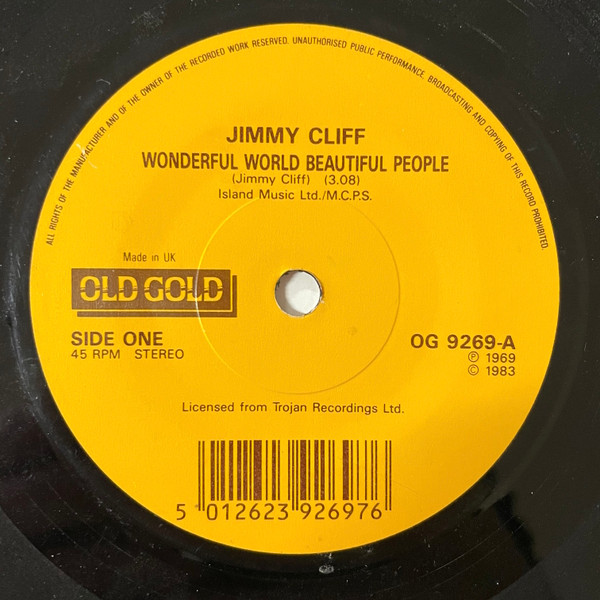 ALL RIGHTS OF THE MANUFACTURER AND OF THE OWNER OF THE RECORDED WORK RESERVED. UNAUTHORISED PUBLIC PERFORMANCE, BROADCASTING AND COPYING OF THIS RECORD PROHIBITED.
JIMMY CLIFF
WONDERFUL WORLD BEAUTIFUL PEOPLE
(Jimmy Cliff) (3.08)
Island Music Ltd./M.C.P.S.
Made in UK
OLD GOLD
SIDE ONE
45 RPM STEREO
OG 9269-A
Ⓟ 1969
© 1983
Licensed from Trojan Recordings Ltd.
5 012623 926976